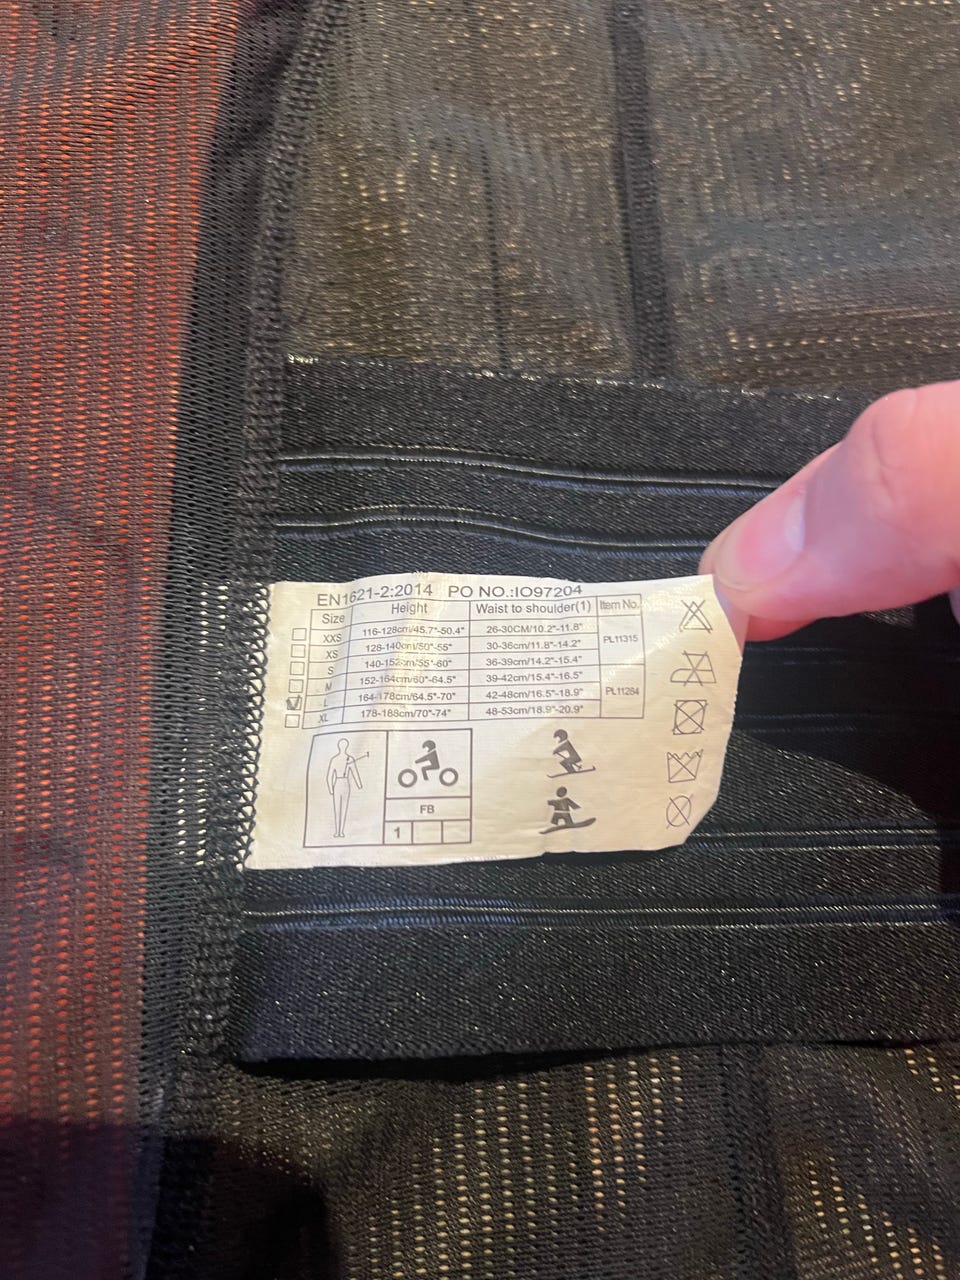 EN1621-2:2014 PO NO.:IO97204
Size Height Waist to shoulder(1) Item No.
XXS 116-128cm/45.7"-50.4" 26-30CM/10.2"-11.8"
PL11315
XS 128-140cm/50"-55" 30-36cm/11.8"-14.2"
S 140-152cm/55"-60" 36-39cm/14.2"-15.4"
M 152-164cm/60"-64.5" 39-42cm/15.4"-16.5"
PL11264
L 164-178cm/64.5"-70" 42-48cm/16.5"-18.9"
XL 178-188cm/70"-74" 48-53cm/18.9"-20.9"
FB
1